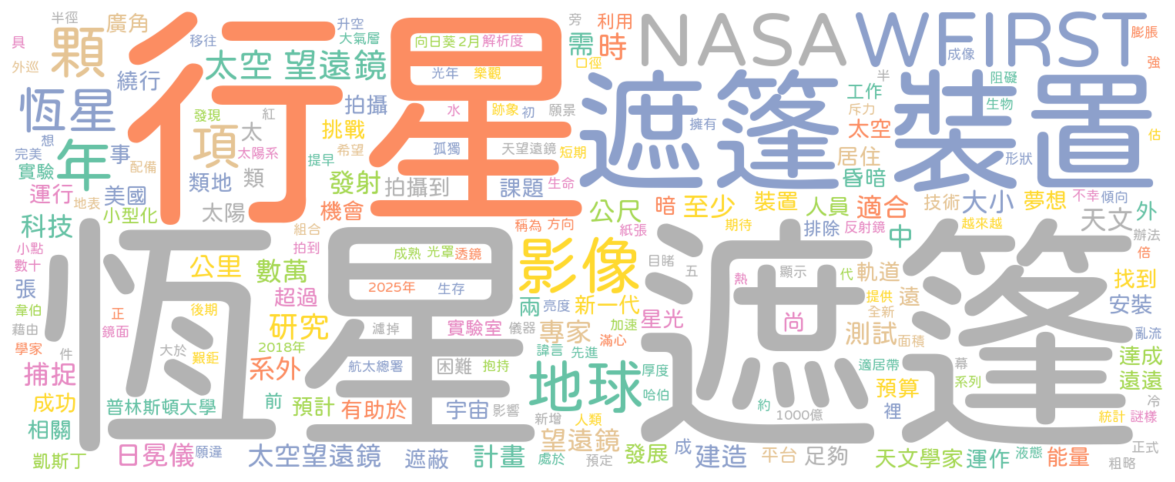 半徑 廣角 行星 升空 旁 利用 NASA WFIRST 膨脹
具 顆 移往 大氣層 向日葵 2月 解析度 需 時 成像 強
外巡 繞行 太空 望遠鏡 光年 樂觀 口徑 半 阻礙
恆星 拍攝 水 跡象 初 願景 遮篷 裝置 工作 生物
發現 紅 擁有 斥力 太空
想 年 項 太 挑戰 孤獨 天望遠鏡 短期 形狀 估
完美 事 配備 太陽系 提早 希望 居住
實驗 類地 類 發射 拍攝到 課題 生命 昏暗
運行 地表 美國 機會 暗 至少 裝置 人員 適合 技術 大小 夢想 不幸 傾向
科技 小型化 太陽 稱為 方向 公尺 期待 排除 反射鏡 越來越 天文 外
小點 恆星 組合 成熟 光罩 透鏡 影像 紙張 目睹 遮篷 中 辦法
數十 公里 數萬 拍到 五 顯示 代 軌道 找到 倍
張 超過 2025年 生存 兩 亮度 新一代 熱 提供 遠 安裝
韋伯 正 後期 星光 全新
藉由 鏡面 研究 濾掉 實驗室 儀器 專家 加速 滿心 尚 測試 面積 亂流
學家 件 大於 艱鉅 2018年 諱言 先進 適居帶 幕 達成
捕捉 系外 航太總署 困難 抱持 地球 厚度 預算 系列 遠遠
成功 普林斯頓大學 前 預計 有助於 宇宙 影響 哈伯 約 1000億 裡 冷
相關 新增 人類 統計 謎樣
凱斯丁 日冕儀 願違 太空望遠鏡 遮蔽 計畫 處於 望遠鏡 預定 發展 成 建造 平台 足夠 天文學家 運作 液態 能量 正式
粗略